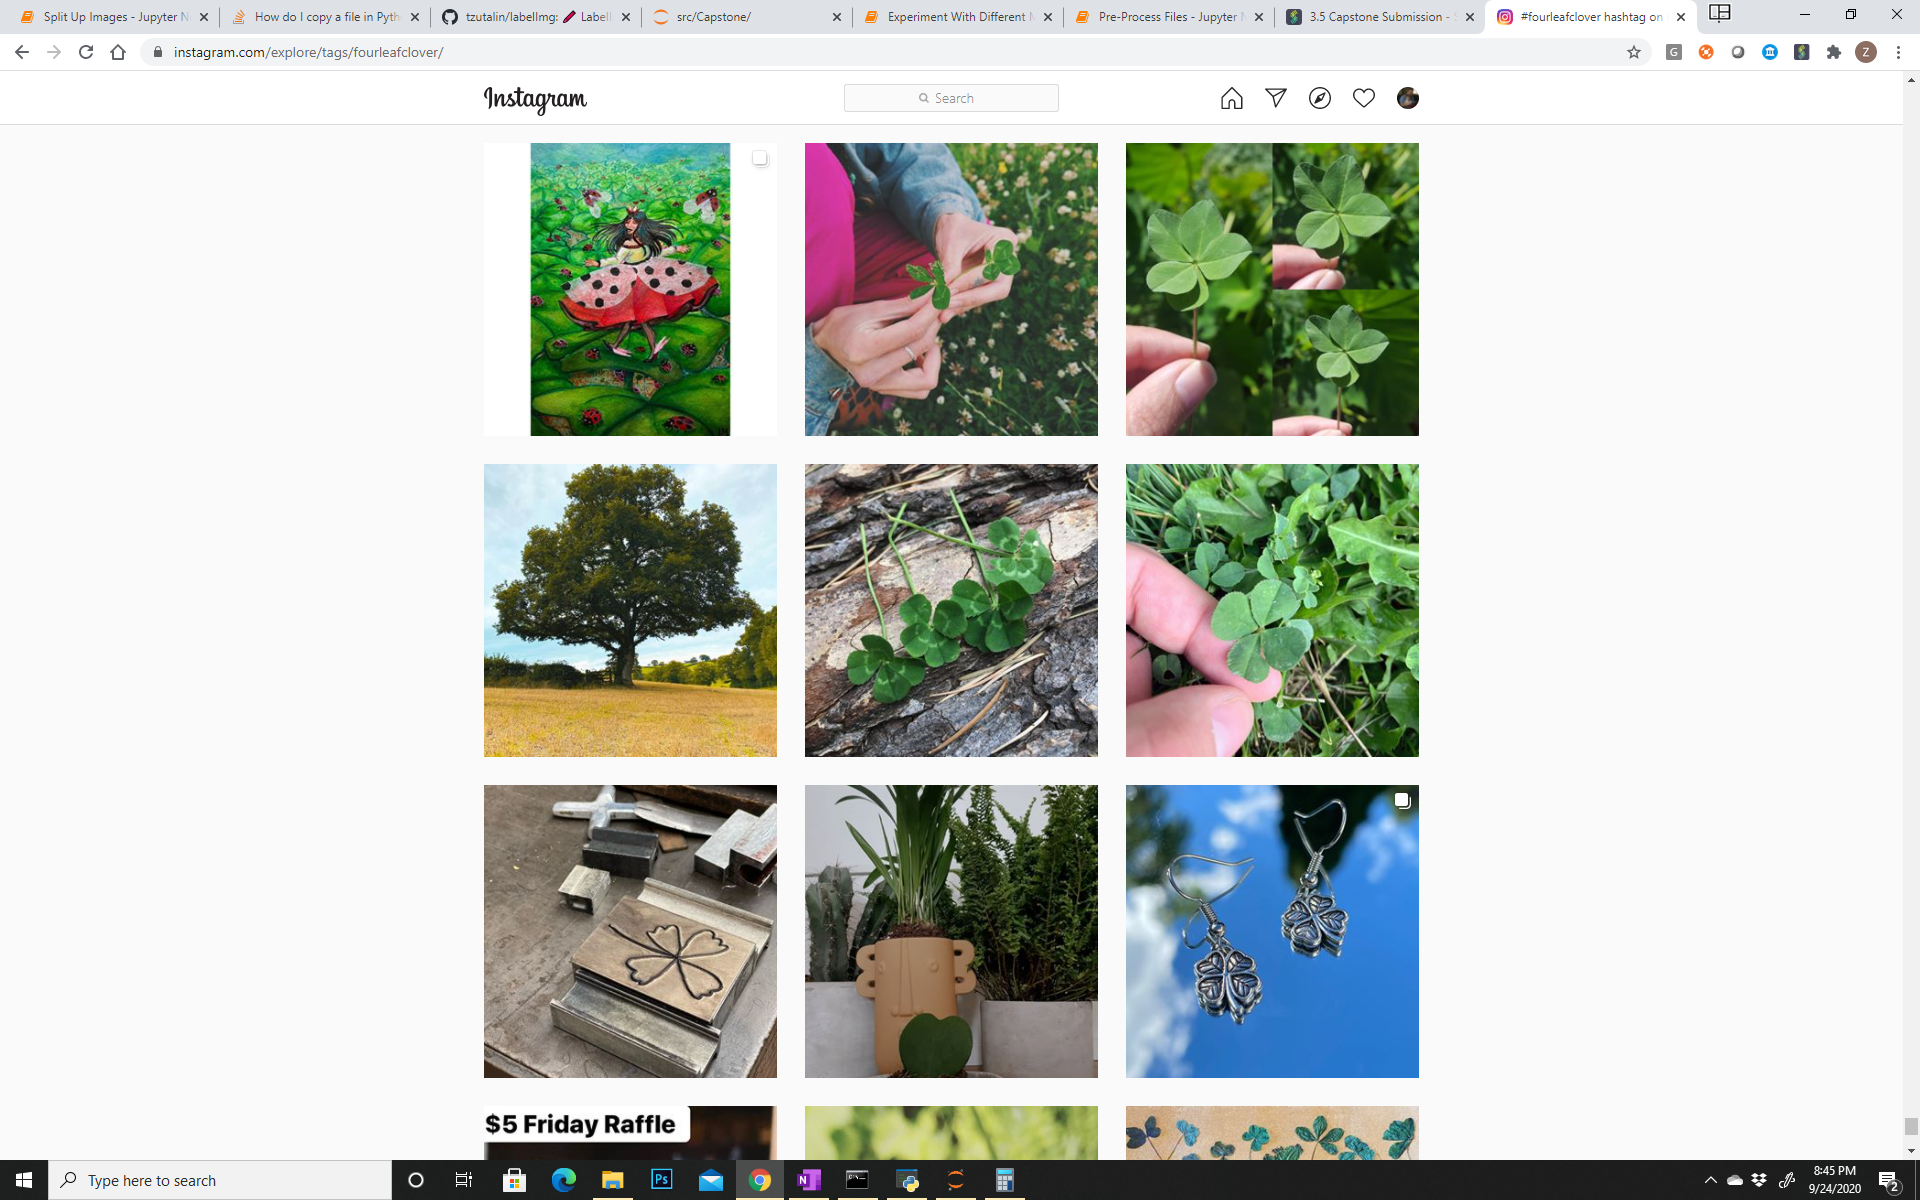 Split Up Images - Jupyter N
How do I copy a file in Pyth
tzutalin/labelImg: 🖍 Labell
src/Capstone/
Experiment With Different M
Pre-Process Files - Jupyter N
3.5 Capstone Submission - S
#fourleafclover hashtag on
instagram.com/explore/tags/fourleafclover/
G
Z
Instagram
Search
$5 Friday Raffle
Type here to search
Ps
N
8:45 PM
9/24/2020
2